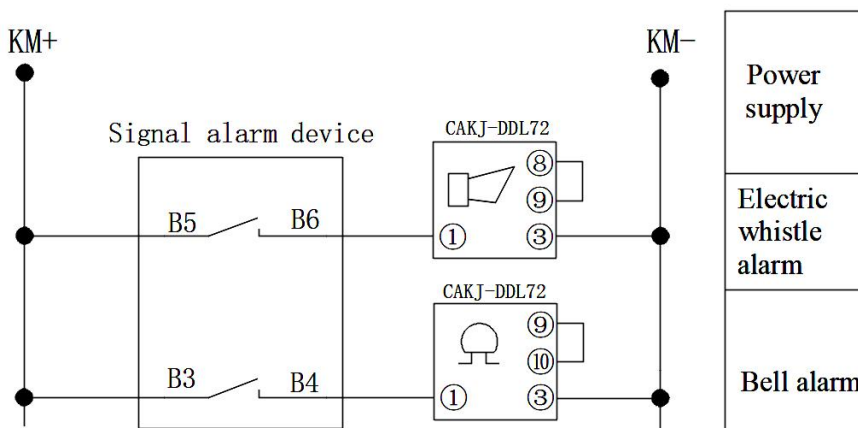 KM+
KM-
Power
supply
Signal alarm device
CAKJ-DDL72
⑧
⑨
B5
B6
①
③
Electric
whistle
alarm
CAKJ-DDL72
⑨
⑩
B3
B4
①
③
Bell alarm